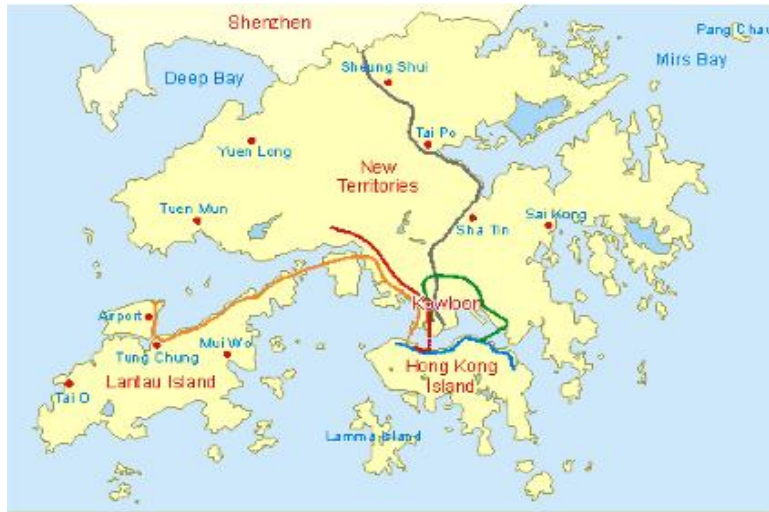 Shenzhen
Pang Chau
Mirs Bay
Deep Bay
Sheung Shui
Tai Po
Yuen Long
New
Territories
Tuen Mun
Sai Kong
Sha Tin
Kowloon
Airport
Mui Wo
Tung Chung
Hong Kong
Island
Lantau Island
Tai O
Lamma Island